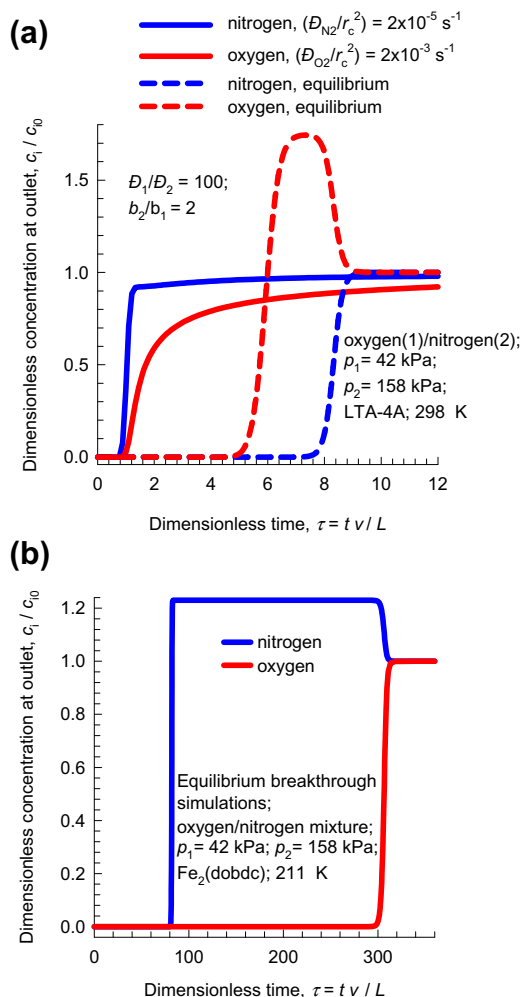 (a)
nitrogen, (Đ_N2/r_c^2) = 2x10^-5 s^-1
oxygen, (Đ_O2/r_c^2) = 2x10^-3 s^-1
nitrogen, equilibrium
oxygen, equilibrium
Dimensionless concentration at outlet, c_i / c_i0
1.5
1.0
0.5
0.0
Đ_1/Đ_2 = 100;
b_2/b_1 = 2
oxygen(1)/nitrogen(2);
p_1= 42 kPa;
p_2= 158 kPa;
LTA-4A; 298 K
0 2 4 6 8 10 12
Dimensionless time, τ = t v / L
(b)
Dimensionless concentration at outlet, c_i / c_i0
1.2
1.0
0.8
0.6
0.4
0.2
0.0
nitrogen
oxygen
Equilibrium breakthrough
simulations;
oxygen/nitrogen mixture;
p_1= 42 kPa; p_2= 158 kPa;
Fe_2(dobdc); 211 K
0 100 200 300
Dimensionless time, τ = t v / L